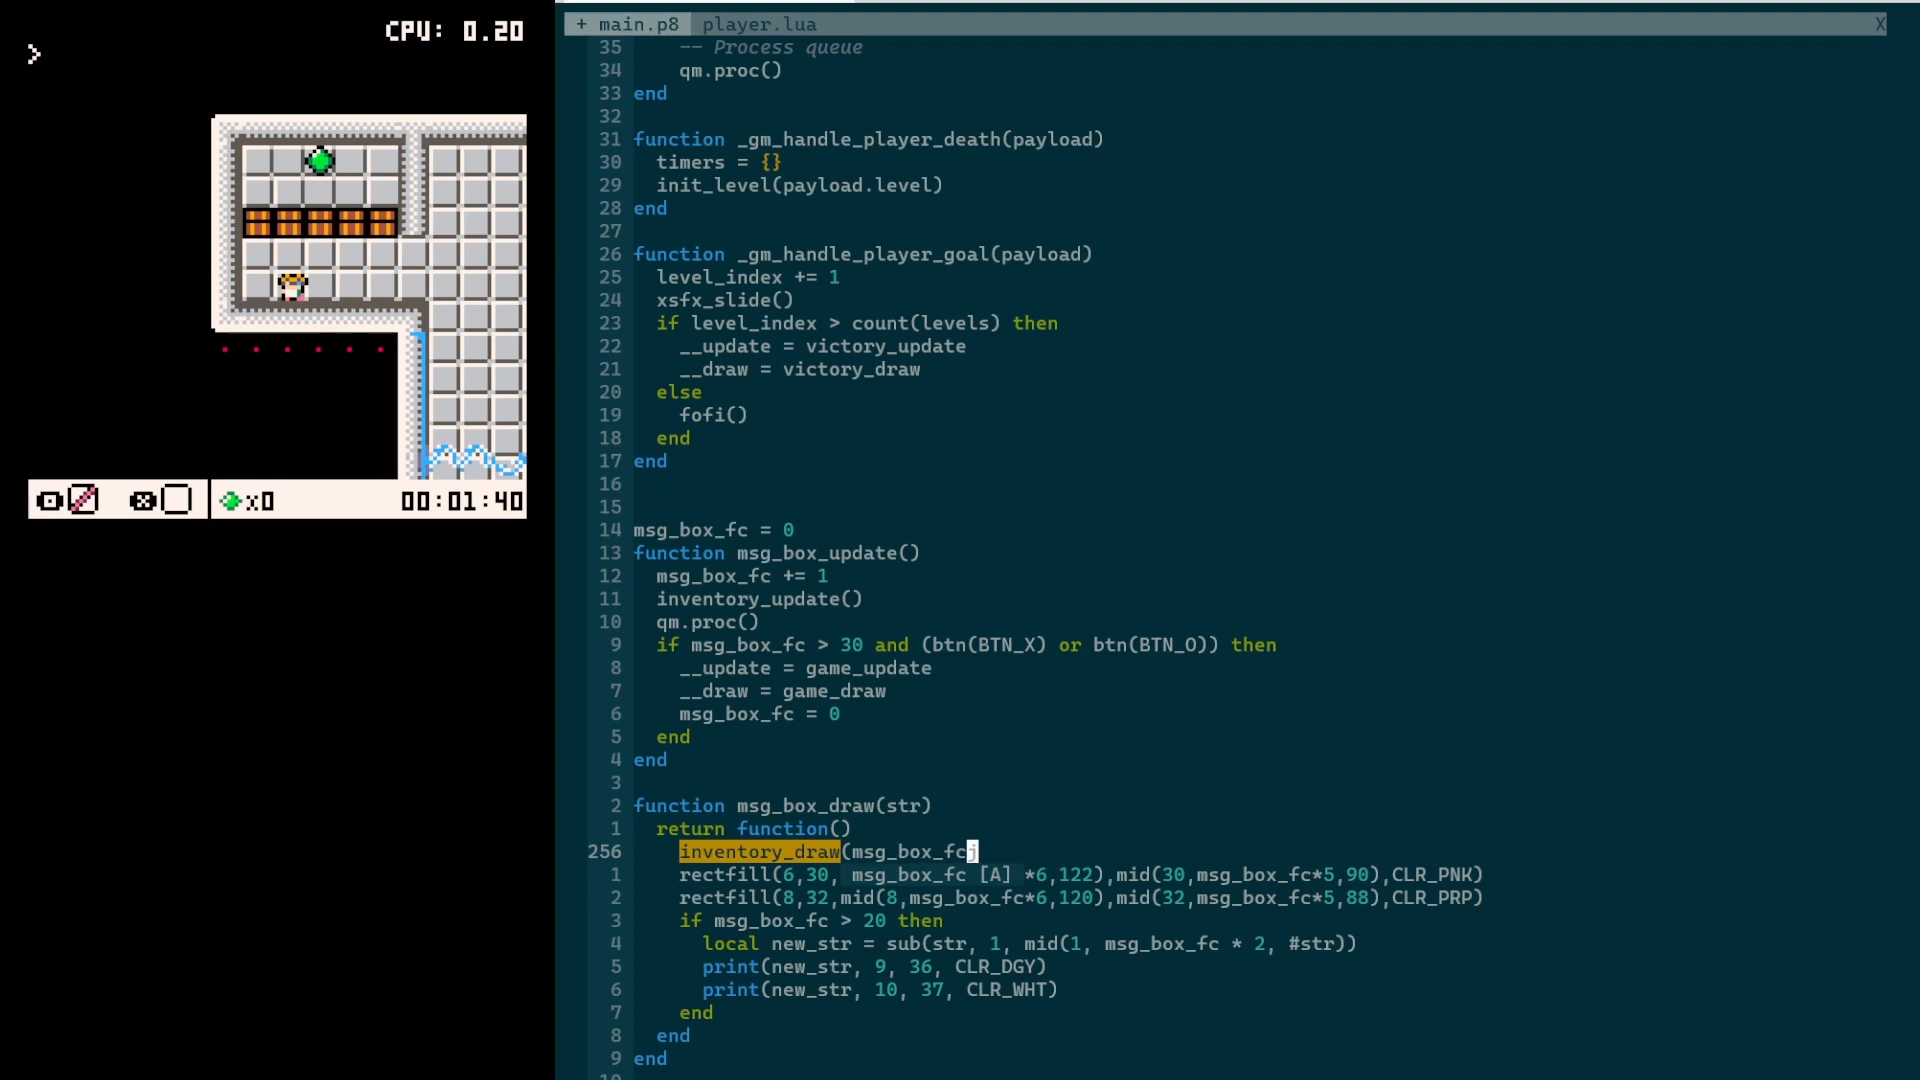 CPU: 0.20
x0
00:01:40
+ main.p8 player.lua X
35 -- Process queue
34 qm.proc()
33 end
32
31 function _gm_handle_player_death(payload)
30 timers = {}
29 init_level(payload.level)
28 end
27
26 function _gm_handle_player_goal(payload)
25 level_index += 1
24 xsfx_slide()
23 if level_index > count(levels) then
22 __update = victory_update
21 __draw = victory_draw
20 else
19 fofi()
18 end
17 end
16
15
14 msg_box_fc = 0
13 function msg_box_update()
12 msg_box_fc += 1
11 inventory_update()
10 qm.proc()
9 if msg_box_fc > 30 and (btn(BTN_X) or btn(BTN_O)) then
8 __update = game_update
7 __draw = game_draw
6 msg_box_fc = 0
5 end
4 end
3
2 function msg_box_draw(str)
1 return function()
256 inventory_draw(msg_box_fcj
1 rectfill(6,30, msg_box_fc [A] *6,122),mid(30,msg_box_fc*5,90),CLR_PNK)
2 rectfill(8,32,mid(8,msg_box_fc*6,120),mid(32,msg_box_fc*5,88),CLR_PRP)
3 if msg_box_fc > 20 then
4 local new_str = sub(str, 1, mid(1, msg_box_fc * 2, #str))
5 print(new_str, 9, 36, CLR_DGY)
6 print(new_str, 10, 37, CLR_WHT)
7 end
8 end
9 end